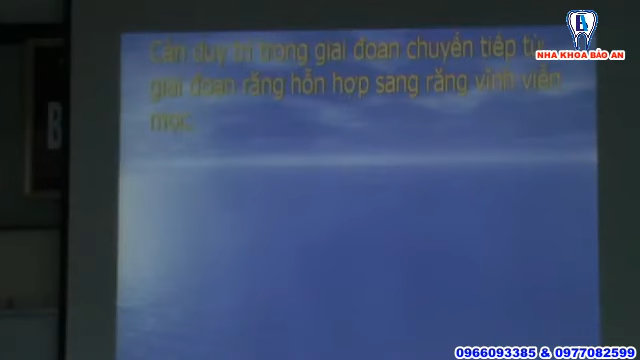 NHA KHOA BẢO AN
Cần duy trì trong giai đoạn chuyển tiếp từ
giai đoạn răng hỗn hợp sang răng vĩnh viễn
mọc
B
0966093385 & 0977082599